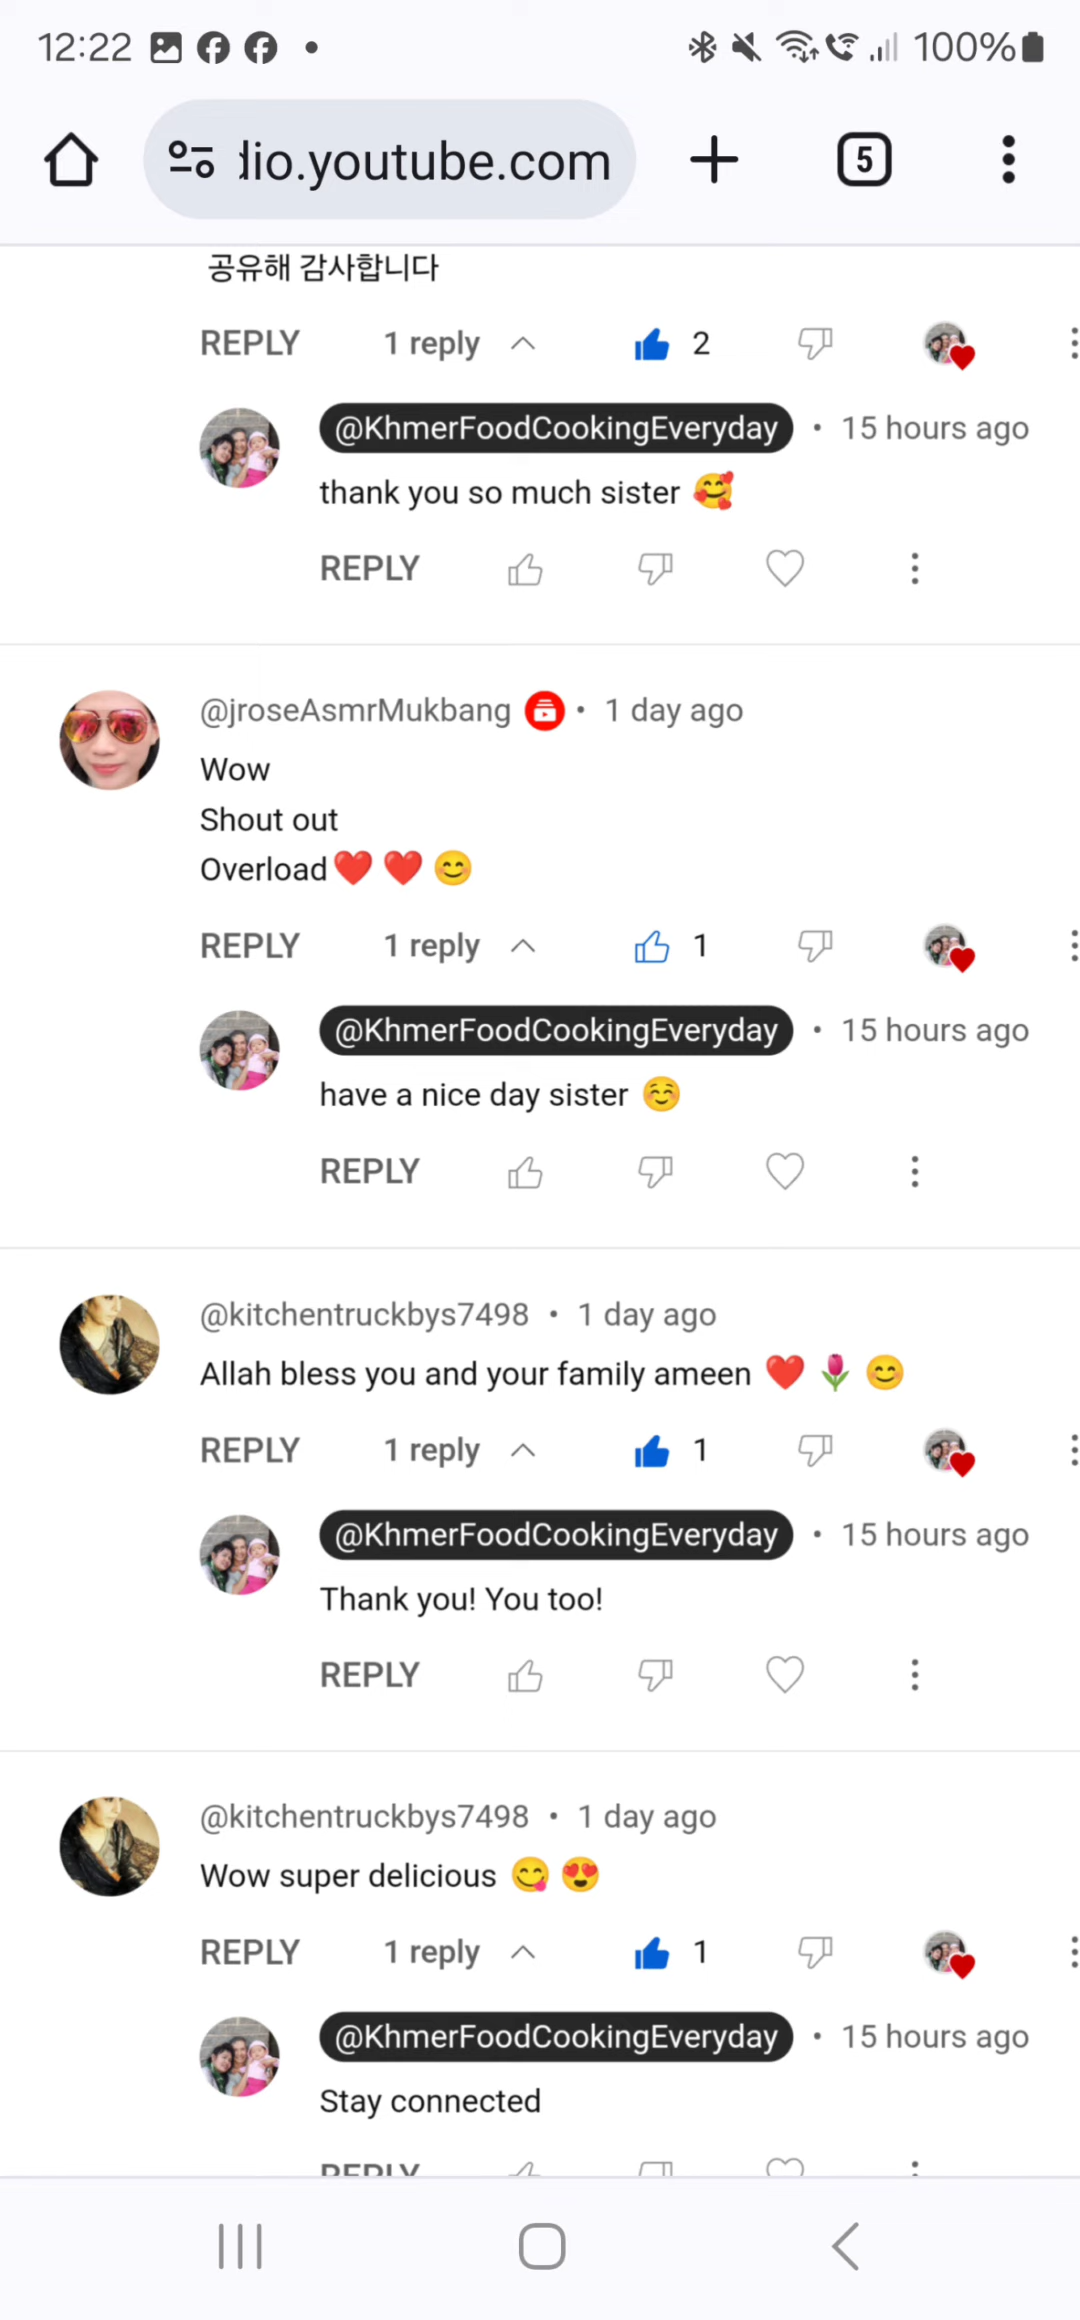 12:22
100%
dio.youtube.com
5
공유해 감사합니다
REPLY 1 reply 2
@KhmerFoodCookingEveryday • 15 hours ago
thank you so much sister 🥰
REPLY
@jroseAsmrMukbang • 1 day ago
Wow
Shout out
Overload❤️ ❤️ 😊
REPLY 1 reply 1
@KhmerFoodCookingEveryday • 15 hours ago
have a nice day sister ☺️
REPLY
@kitchentruckbys7498 • 1 day ago
Allah bless you and your family ameen ❤️ 🌷 😊
REPLY 1 reply 1
@KhmerFoodCookingEveryday • 15 hours ago
Thank you! You too!
REPLY
@kitchentruckbys7498 • 1 day ago
Wow super delicious 😋 😍
REPLY 1 reply 1
@KhmerFoodCookingEveryday • 15 hours ago
Stay connected
REPLY